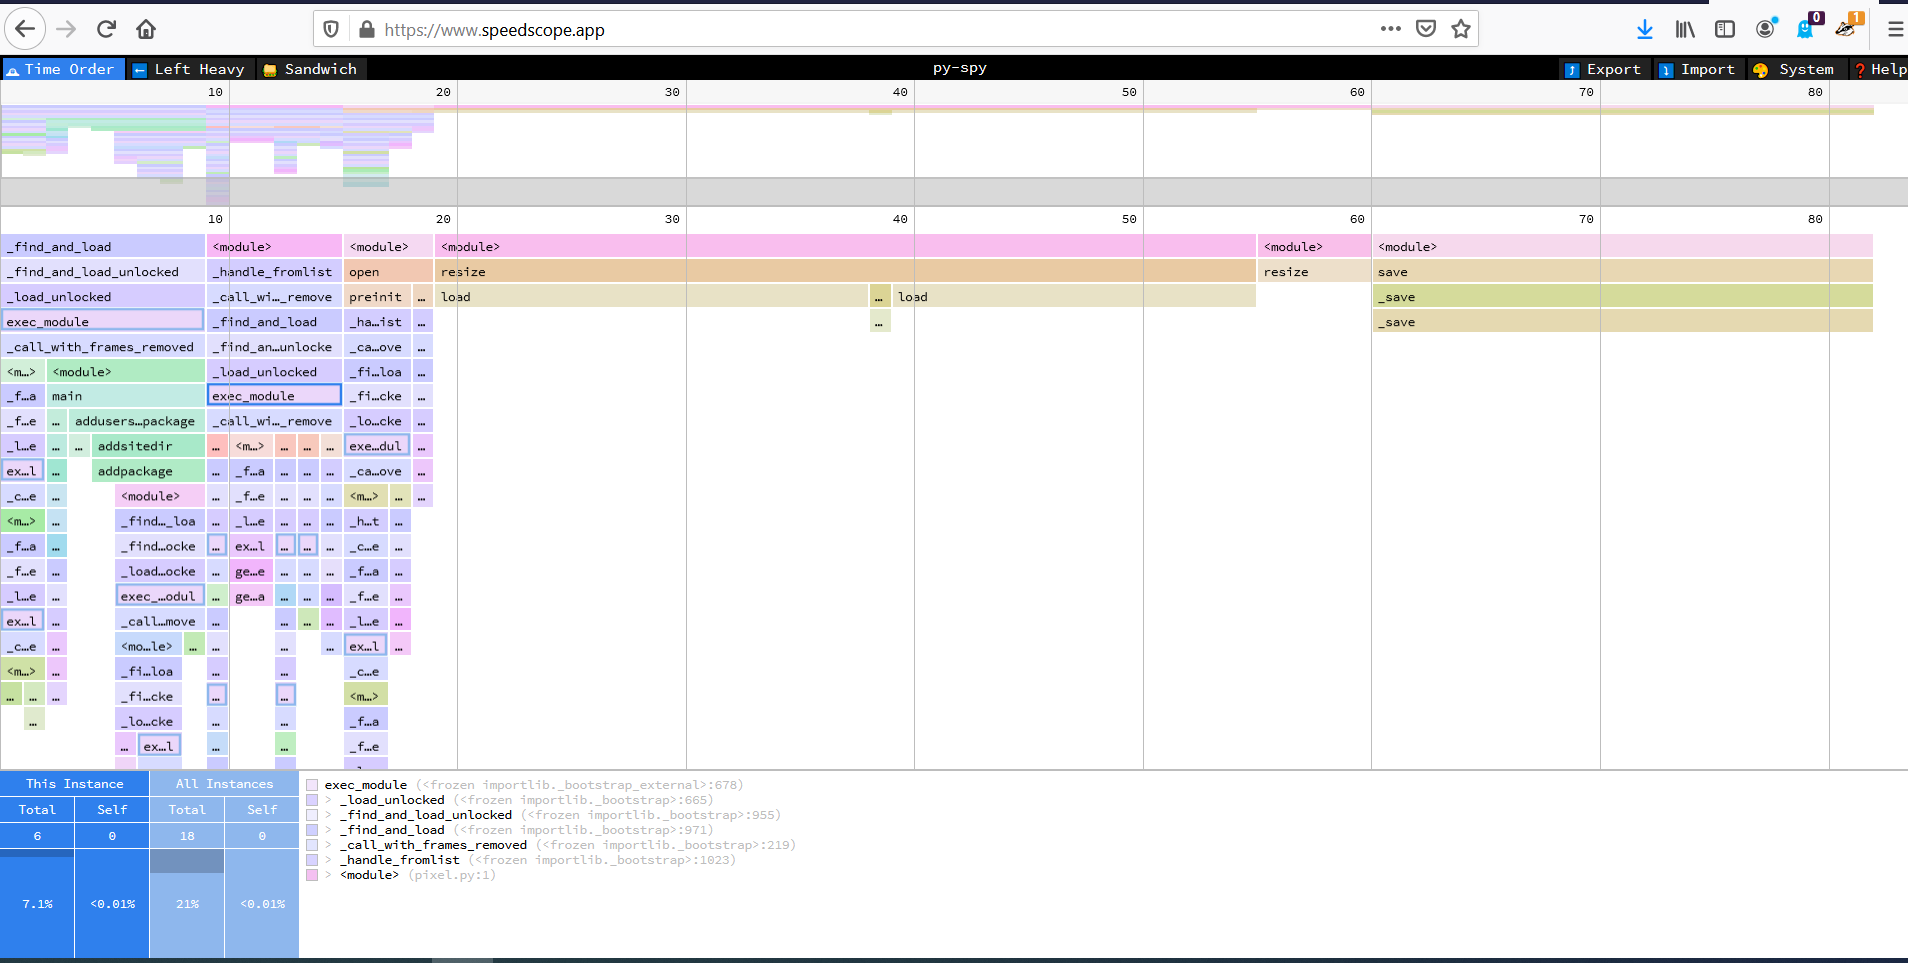 https://www.speedscope.app
0
1
Time Order Left Heavy Sandwich py-spy Export Import System Help
10 20 30 40 50 60 70 80
10 20 30 40 50 60 70 80
_find_and_load <module> <module> <module> <module> <module>
_find_and_load_unlocked _handle_fromlist open resize resize save
_load_unlocked _call_wi…_remove preinit … load … load _save
exec_module _find_and_load _ha…ist … … _save
_call_with_frames_removed _find_an…unlocke _ca…ove …
<m…> <module> _load_unlocked _fi…loa …
_f…a main exec_module _fi…cke …
_f…e … addusers…package _call_wi…_remove _lo…cke …
_l…e … … addsitedir … <m…> … … … exe…dul …
ex…l … addpackage … _f…a … … … _ca…ove …
_c…e … <module> … _f…e … … … <m…> … …
<m…> … _find…_loa … _l…e … … … _h…t …
_f…a … _find…ocke … ex…l … … … _c…e …
_f…e … _load…ocke … ge…e … … … _f…a …
_l…e … exec_…odul … ge…a … … … _f…e …
ex…l … _call…move … … … … _l…e …
_c…e … <mo…le> … … … … ex…l …
<m…> … _fi…loa … … _c…e
… … … _fi…cke … … <m…>
… _lo…cke … … _f…a
… ex…l … … _f…e
This Instance All Instances
Total Self Total Self
6 0 18 0
7.1% <0.01% 21% <0.01%
exec_module (<frozen importlib._bootstrap_external>:678)
> _load_unlocked (<frozen importlib._bootstrap>:665)
> _find_and_load_unlocked (<frozen importlib._bootstrap>:955)
> _find_and_load (<frozen importlib._bootstrap>:971)
> _call_with_frames_removed (<frozen importlib._bootstrap>:219)
> _handle_fromlist (<frozen importlib._bootstrap>:1023)
> <module> (pixel.py:1)